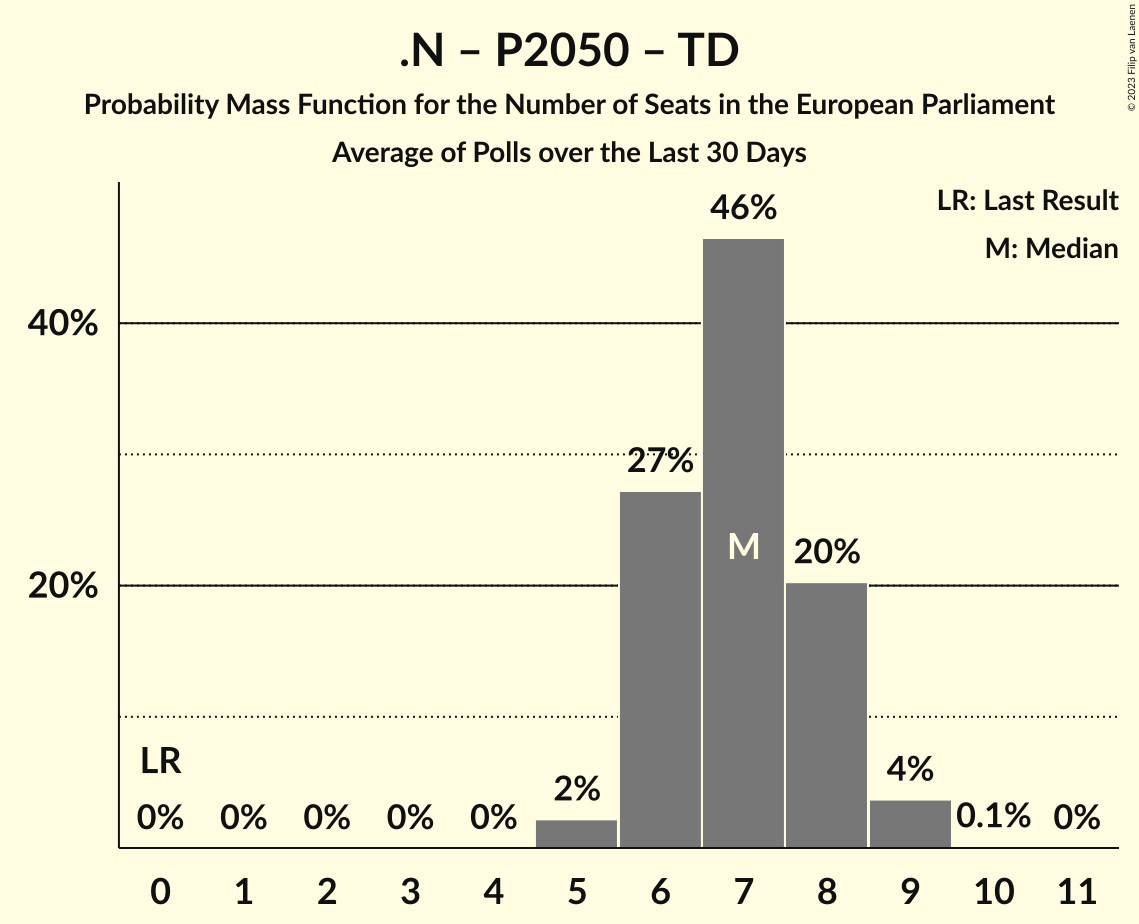 .N – P2050 – TD
Probability Mass Function for the Number of Seats in the European Parliament
Average of Polls over the Last 30 Days
© 2023 Filip van Laenen
LR: Last Result
M: Median
46%
40%
27%
M
20%
20%
LR
2%
4%
0% 0% 0% 0% 0% 0.1% 0%
0 1 2 3 4 5 6 7 8 9 10 11